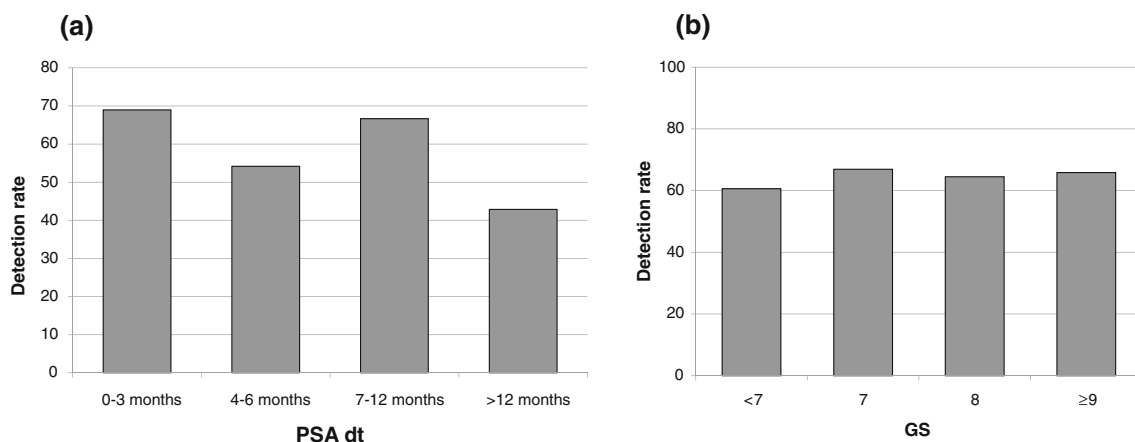 (a)
80
70
60
50
40
30
20
10
0
Detection rate
0-3 months 4-6 months 7-12 months >12 months
PSA dt
(b)
100
80
60
40
20
0
Detection rate
<7 7 8 ≥9
GS